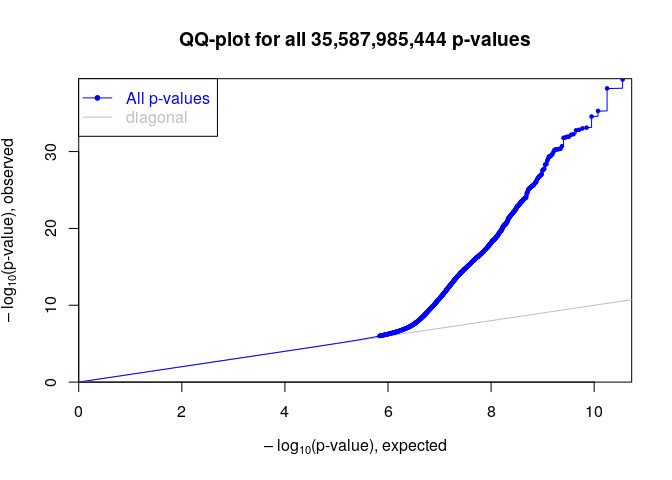 QQ-plot for all 35,587,985,444 p-values
All p-values
diagonal
– log10(p-value), observed
30
20
10
0
0 2 4 6 8 10
– log10(p-value), expected